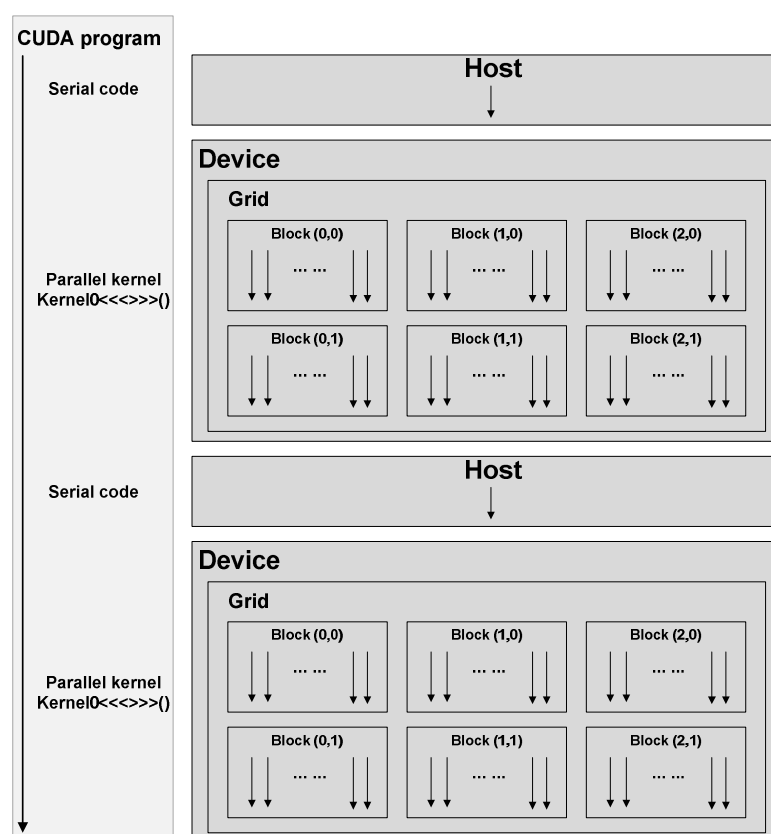 CUDA program
Serial code
Host
Device
Grid
Parallel kernel
Kernel0<<<>>>()
Block (0,0)
... ...
Block (1,0)
... ...
Block (2,0)
... ...
Block (0,1)
... ...
Block (1,1)
... ...
Block (2,1)
... ...
Serial code
Host
Device
Grid
Parallel kernel
Kernel0<<<>>>()
Block (0,0)
... ...
Block (1,0)
... ...
Block (2,0)
... ...
Block (0,1)
... ...
Block (1,1)
... ...
Block (2,1)
... ...